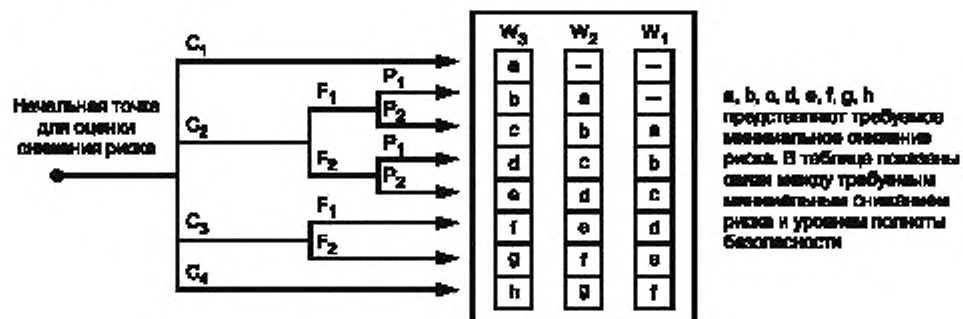 Начальная точка
для оценки
снижения риска
C1
C2
C3
C4
F1
F2
F1
F2
P1
P2
P1
P2
W3 W2 W1
a — —
b a —
c b a
d c b
e d c
f e d
g f e
h g f
a, b, c, d, e, f, g, h
представляют требуемое
минимальное снижение
риска. В таблице показаны
связи между требуемым
минимальным снижением
риска и уровнем полноты
безопасности